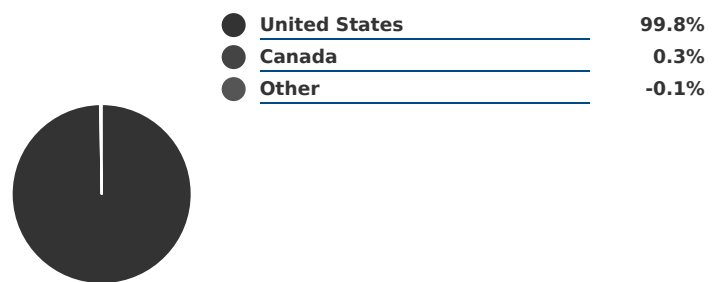 United States 99.8%
Canada 0.3%
Other -0.1%